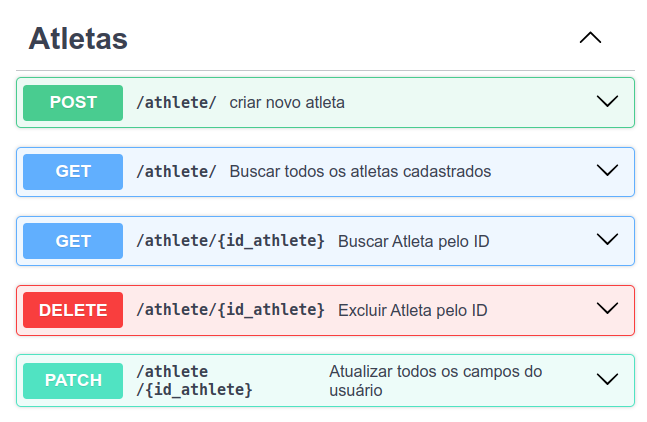 Atletas
POST /athlete/ criar novo atleta
GET /athlete/ Buscar todos os atletas cadastrados
GET /athlete/{id_athlete} Buscar Atleta pelo ID
DELETE /athlete/{id_athlete} Excluir Atleta pelo ID
PATCH /athlete
/{id_athlete} Atualizar todos os campos do
usuário